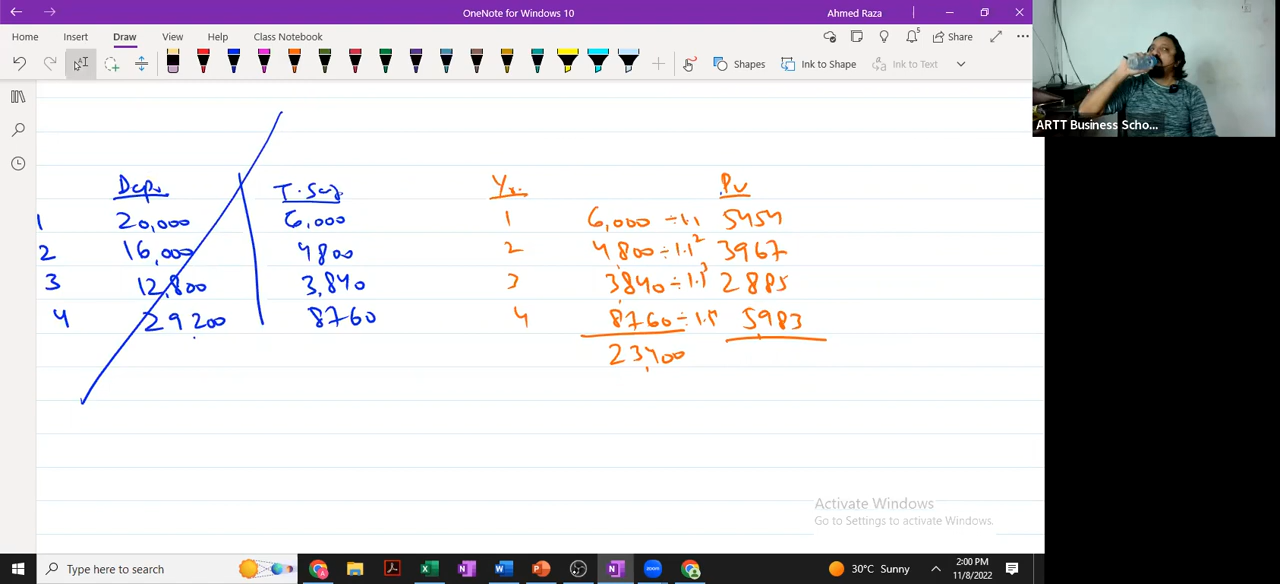 OneNote for Windows 10
Ahmed Raza
Home Insert Draw View Help Class Notebook
Share
Shapes Ink to Shape Ink to Text
ARTT Business Scho...
Depr T.Sav Yr. PV
1 20,000 6,000 1 6,000 ÷1.1 5454
2 16,000 4800 2 4800 ÷1.1² 3967
3 12,800 3,840 3 3840 ÷1.1³ 2885
4 29200 8760 4 8760 ÷1.1⁴ 5983
23,400
Activate Windows
Go to Settings to activate Windows.
Type here to search
30°C Sunny
2:00 PM
11/8/2022